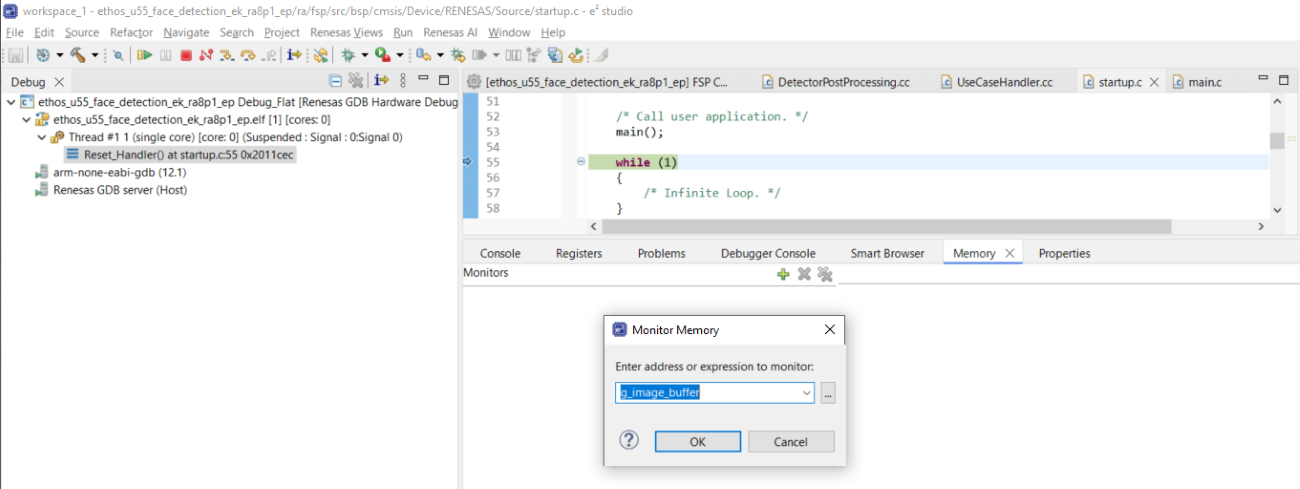 workspace_1 - ethos_u55_face_detection_ek_ra8p1_ep/ra/fsp/src/bsp/cmsis/Device/RENESAS/Source/startup.c - e² studio
File Edit Source Refactor Navigate Search Project Renesas Views Run Renesas AI Window Help
Debug
ethos_u55_face_detection_ek_ra8p1_ep Debug_Flat [Renesas GDB Hardware Debug
ethos_u55_face_detection_ek_ra8p1_ep.elf [1] [cores: 0]
Thread #1 1 (single core) [core: 0] (Suspended : Signal : 0:Signal 0)
Reset_Handler() at startup.c:55 0x2011cec
arm-none-eabi-gdb (12.1)
Renesas GDB server (Host)
[ethos_u55_face_detection_ek_ra8p1_ep] FSP C... DetectorPostProcessing.cc UseCaseHandler.cc startup.c main.c
51
52 /* Call user application. */
53 main();
54
55 while (1)
56 {
57 /* Infinite Loop. */
58 }
Console Registers Problems Debugger Console Smart Browser Memory Properties
Monitors
Monitor Memory
Enter address or expression to monitor:
g_image_buffer
...
? OK Cancel